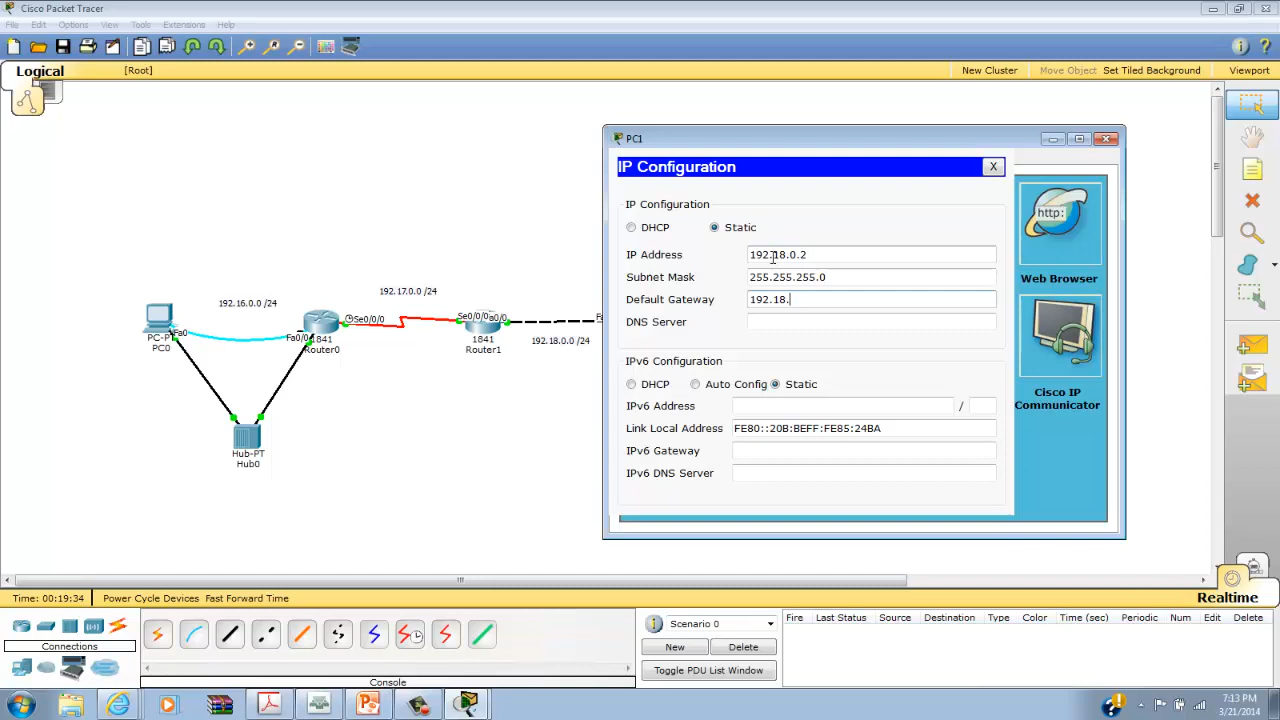 Cisco Packet Tracer
File Edit Options View Tools Extensions Help
Logical
[Root]
New Cluster Move Object Set Tiled Background Viewport
PC1
IP Configuration
X
IP Configuration
DHCP Static
IP Address 192.18.0.2
Subnet Mask 255.255.255.0
Default Gateway 192.18.
DNS Server
IPv6 Configuration
DHCP Auto Config Static
IPv6 Address /
Link Local Address FE80::20B:BEFF:FE85:24BA
IPv6 Gateway
IPv6 DNS Server
http:
Web Browser
Cisco IP
Communicator
192.16.0.0 /24
192.17.0.0 /24
192.18.0.0 /24
Fa0
PC-PT
PC0
Fa0/0
1841
Router0
Se0/0/0
Se0/0/0
a0/0
1841
Router1
Fa
Hub-PT
Hub0
Realtime
Time: 00:19:34 Power Cycle Devices Fast Forward Time
Connections
Console
Scenario 0
New Delete
Toggle PDU List Window
Fire Last Status Source Destination Type Color Time (sec) Periodic Num Edit Delete
7:13 PM
3/21/2014